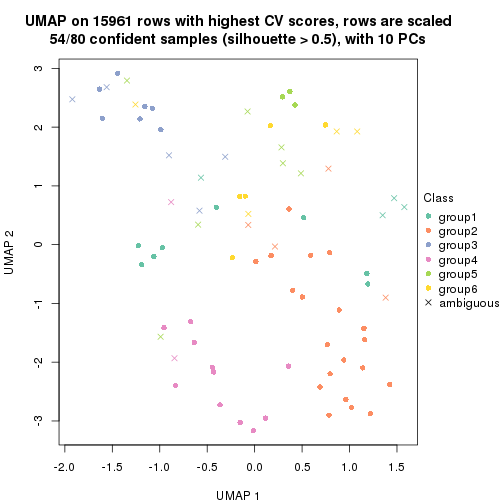 UMAP on 15961 rows with highest CV scores, rows are scaled
54/80 confident samples (silhouette > 0.5), with 10 PCs
3
2
1
0
-1
-2
-3
UMAP 2
-2.0
-1.5
-1.0
-0.5
0.0
0.5
1.0
1.5
UMAP 1
Class
group1
group2
group3
group4
group5
group6
ambiguous